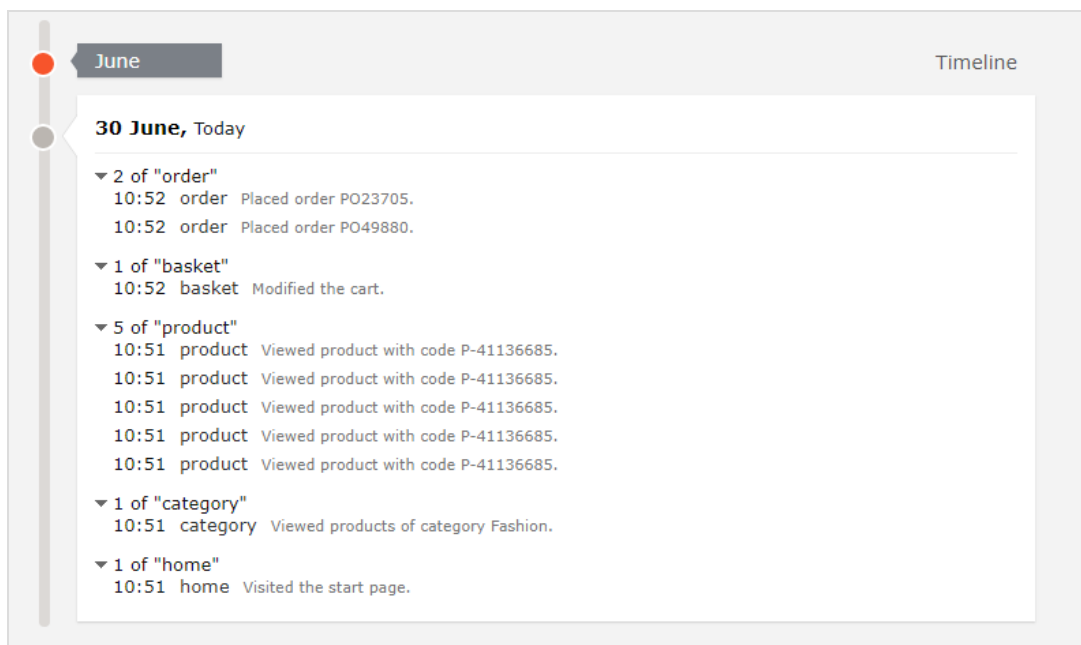 June
Timeline
30 June, Today
2 of "order"
10:52 order Placed order PO23705.
10:52 order Placed order PO49880.
1 of "basket"
10:52 basket Modified the cart.
5 of "product"
10:51 product Viewed product with code P-41136685.
10:51 product Viewed product with code P-41136685.
10:51 product Viewed product with code P-41136685.
10:51 product Viewed product with code P-41136685.
10:51 product Viewed product with code P-41136685.
1 of "category"
10:51 category Viewed products of category Fashion.
1 of "home"
10:51 home Visited the start page.